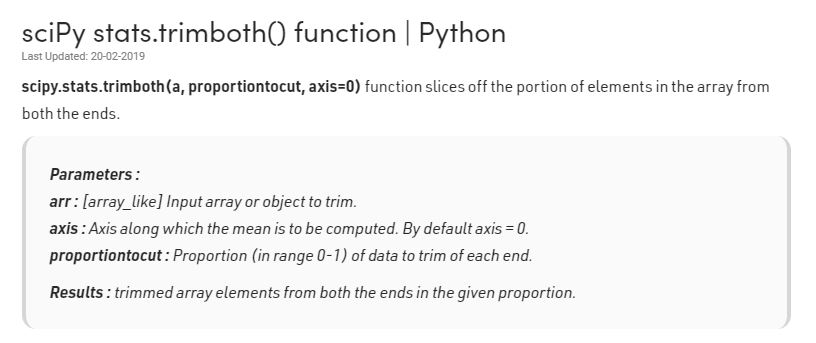 sciPy stats.trimboth() function | Python
Last Updated: 20-02-2019
scipy.stats.trimboth(a, proportiontocut, axis=0) function slices off the portion of elements in the array from
both the ends.
Parameters :
arr : [array_like] Input array or object to trim.
axis : Axis along which the mean is to be computed. By default axis = 0.
proportiontocut : Proportion (in range 0-1) of data to trim of each end.
Results : trimmed array elements from both the ends in the given proportion.